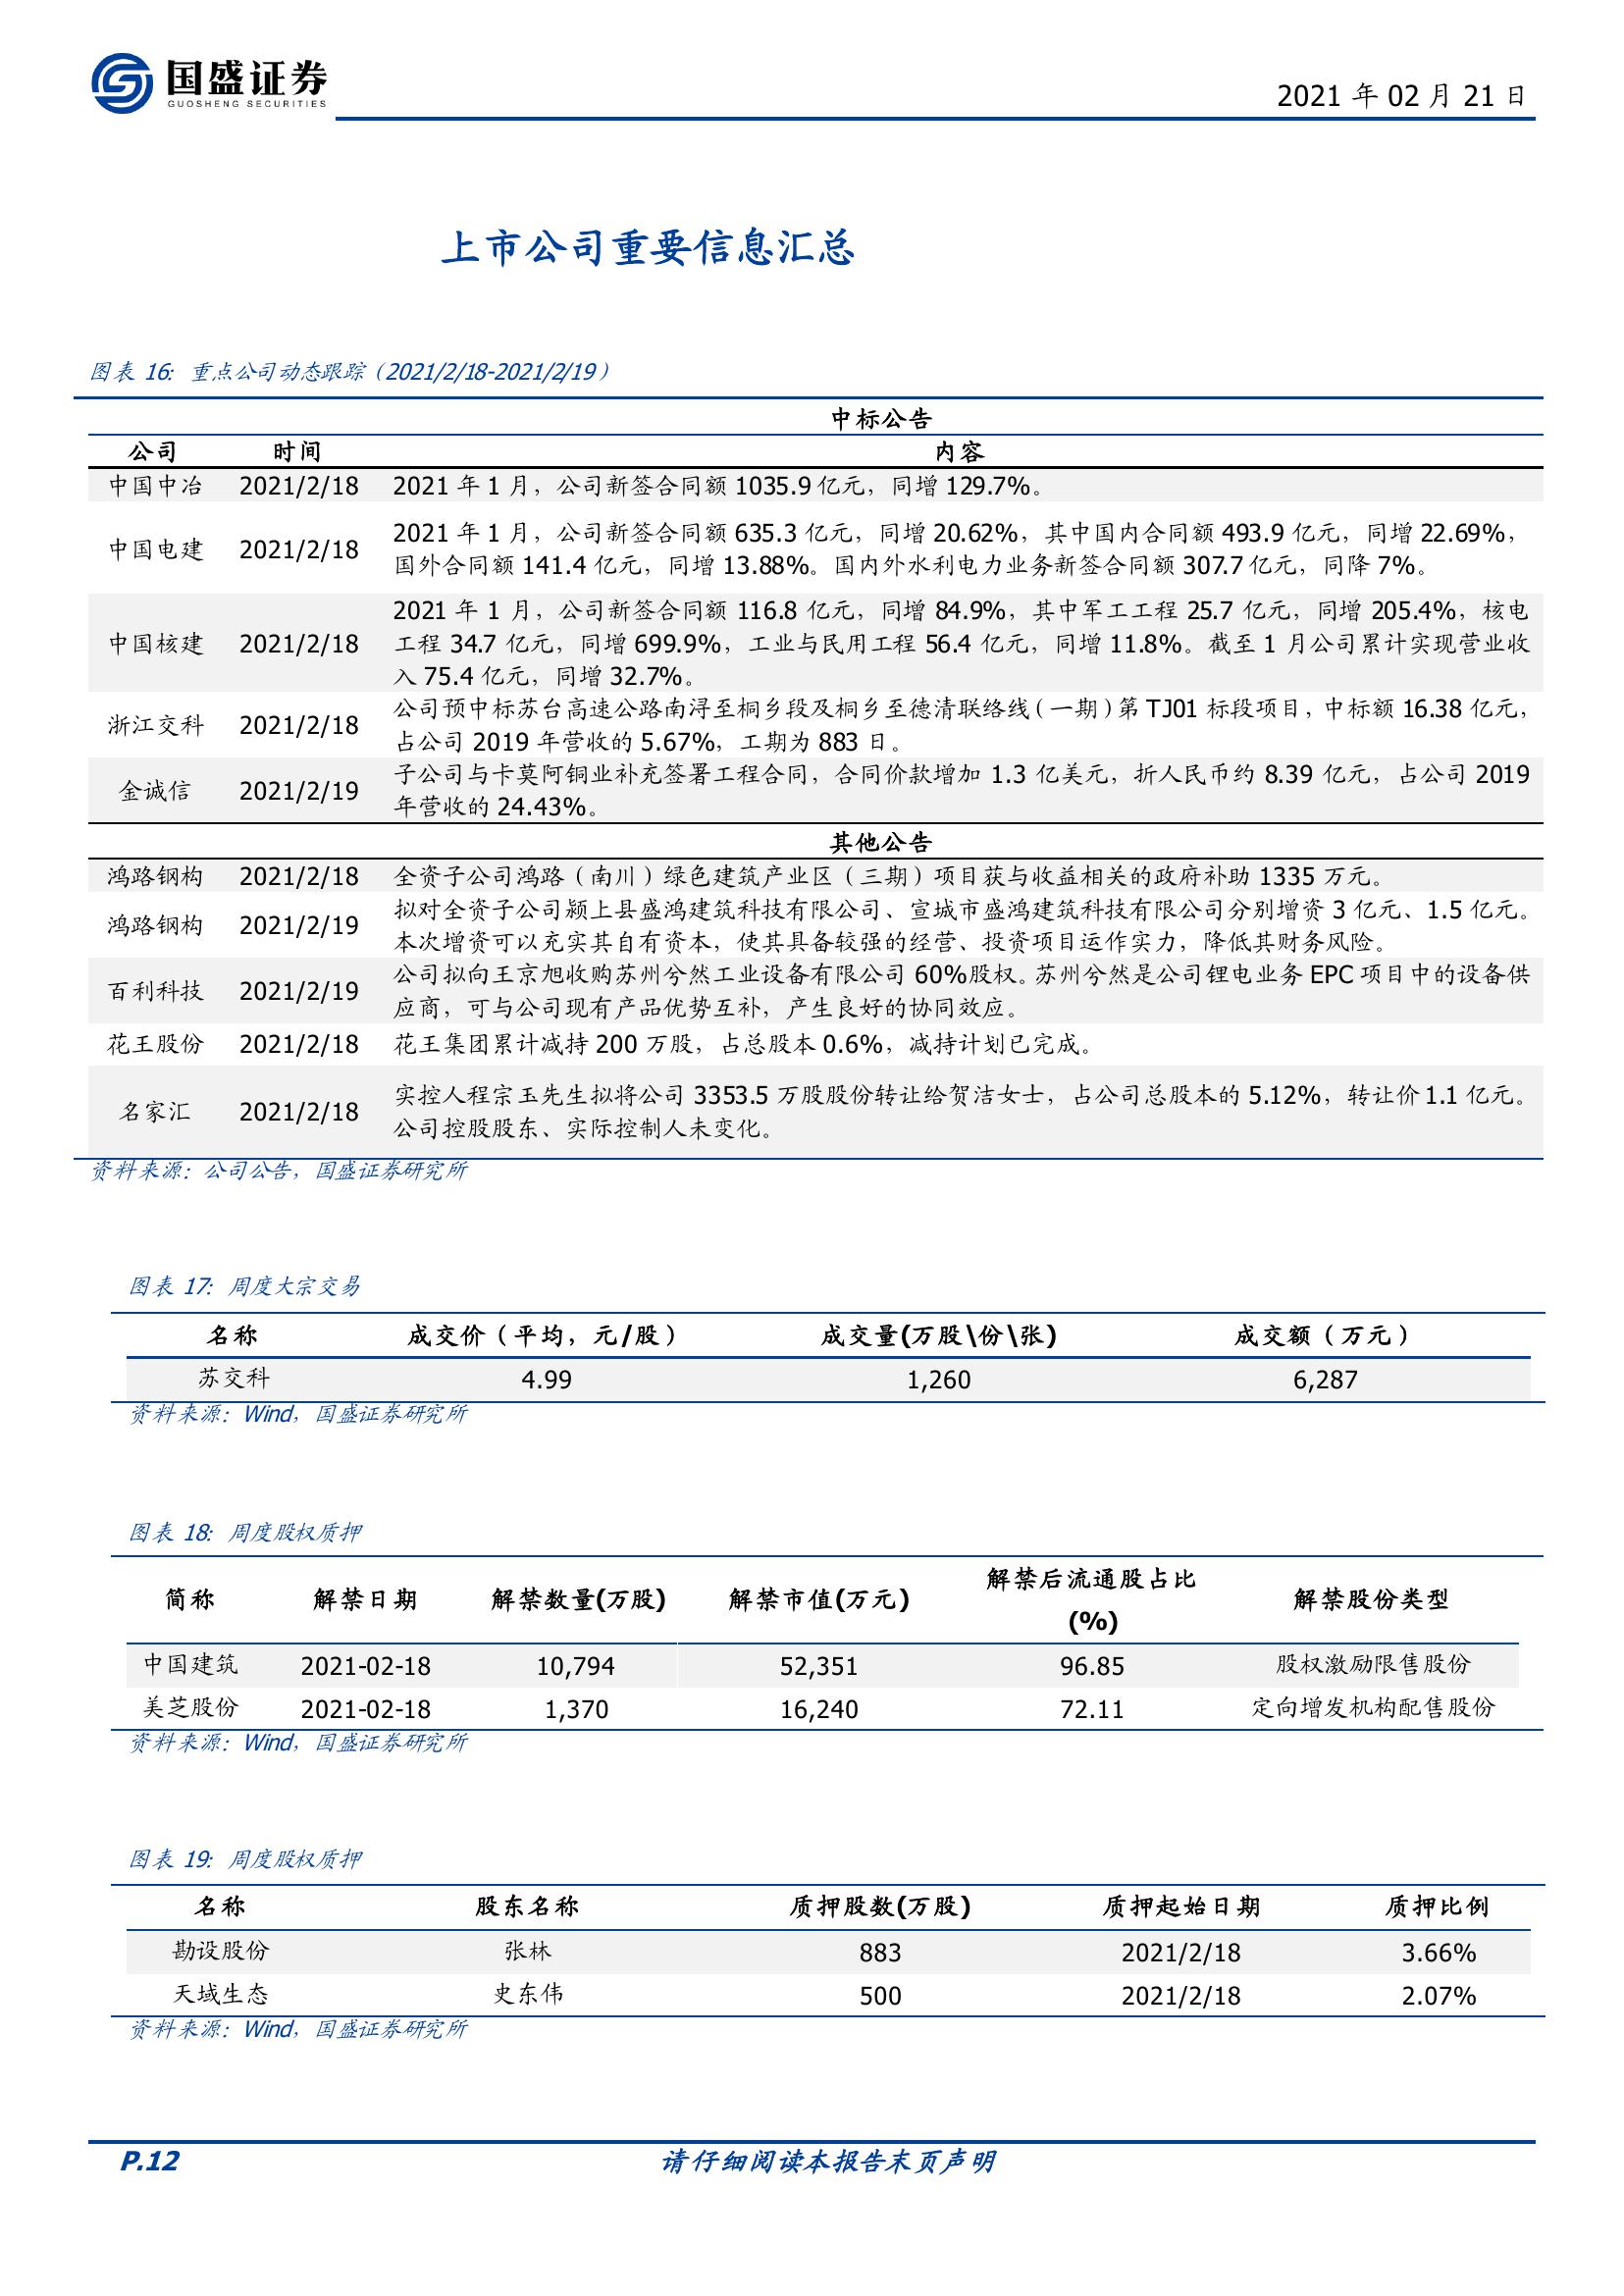 国盛证券
GUOSHENG SECURITIES
2021 年 02 月 21 日
上市公司重要信息汇总
图表 16: 重点公司动态跟踪（2021/2/18-2021/2/19）
中标公告
公司 时间 内容
中国中冶 2021/2/18 2021 年 1 月，公司新签合同额 1035.9 亿元，同增 129.7%。
中国电建 2021/2/18 2021 年 1 月，公司新签合同额 635.3 亿元，同增 20.62%，其中国内合同额 493.9 亿元，同增 22.69%，
国外合同额 141.4 亿元，同增 13.88%。国内外水利电力业务新签合同额 307.7 亿元，同降 7%。
中国核建 2021/2/18 2021 年 1 月，公司新签合同额 116.8 亿元，同增 84.9%，其中军工工程 25.7 亿元，同增 205.4%，核电
工程 34.7 亿元，同增 699.9%，工业与民用工程 56.4 亿元，同增 11.8%。截至 1 月公司累计实现营业收
入 75.4 亿元，同增 32.7%。
浙江交科 2021/2/18 公司预中标苏台高速公路南浔至桐乡段及桐乡至德清联络线（一期）第 TJ01 标段项目，中标额 16.38 亿元，
占公司 2019 年营收的 5.67%，工期为 883 日。
金诚信 2021/2/19 子公司与卡莫阿铜业补充签署工程合同，合同价款增加 1.3 亿美元，折人民币约 8.39 亿元，占公司 2019
年营收的 24.43%。
其他公告
鸿路钢构 2021/2/18 全资子公司鸿路（南川）绿色建筑产业区（三期）项目获与收益相关的政府补助 1335 万元。
鸿路钢构 2021/2/19 拟对全资子公司颍上县盛鸿建筑科技有限公司、宣城市盛鸿建筑科技有限公司分别增资 3 亿元、1.5 亿元。
本次增资可以充实其自有资本，使其具备较强的经营、投资项目运作实力，降低其财务风险。
百利科技 2021/2/19 公司拟向王京旭收购苏州兮然工业设备有限公司 60%股权。苏州兮然是公司锂电业务 EPC 项目中的设备供
应商，可与公司现有产品优势互补，产生良好的协同效应。
花王股份 2021/2/18 花王集团累计减持 200 万股，占总股本 0.6%，减持计划已完成。
名家汇 2021/2/18 实控人程宗玉先生拟将公司 3353.5 万股股份转让给贺洁女士，占公司总股本的 5.12%，转让价 1.1 亿元。
公司控股股东、实际控制人未变化。
资料来源：公司公告，国盛证券研究所
图表 17: 周度大宗交易
名称 成交价（平均，元/股） 成交量(万股\份\张) 成交额（万元）
苏交科 4.99 1,260 6,287
资料来源：Wind，国盛证券研究所
图表 18: 周度股权质押
简称 解禁日期 解禁数量(万股) 解禁市值(万元) 解禁后流通股占比 解禁股份类型
(%)
中国建筑 2021-02-18 10,794 52,351 96.85 股权激励限售股份
美芝股份 2021-02-18 1,370 16,240 72.11 定向增发机构配售股份
资料来源：Wind，国盛证券研究所
图表 19: 周度股权质押
名称 股东名称 质押股数(万股) 质押起始日期 质押比例
勘设股份 张林 883 2021/2/18 3.66%
天域生态 史东伟 500 2021/2/18 2.07%
资料来源：Wind，国盛证券研究所
P.12 请仔细阅读本报告末页声明